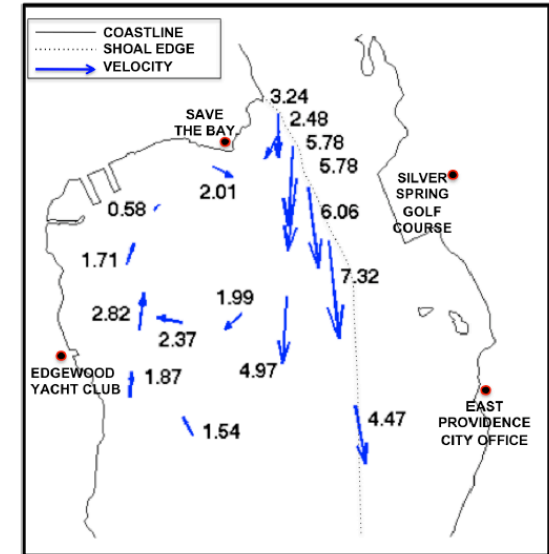 COASTLINE
SHOAL EDGE
VELOCITY
3.24
SAVE
THE BAY
2.48
5.78
5.78
SILVER
SPRING
GOLF
COURSE
2.01
0.58
6.06
1.71
7.32
1.99
2.82
2.37
EDGEWOOD
YACHT CLUB
1.87
4.97
EAST
PROVIDENCE
CITY OFFICE
4.47
1.54